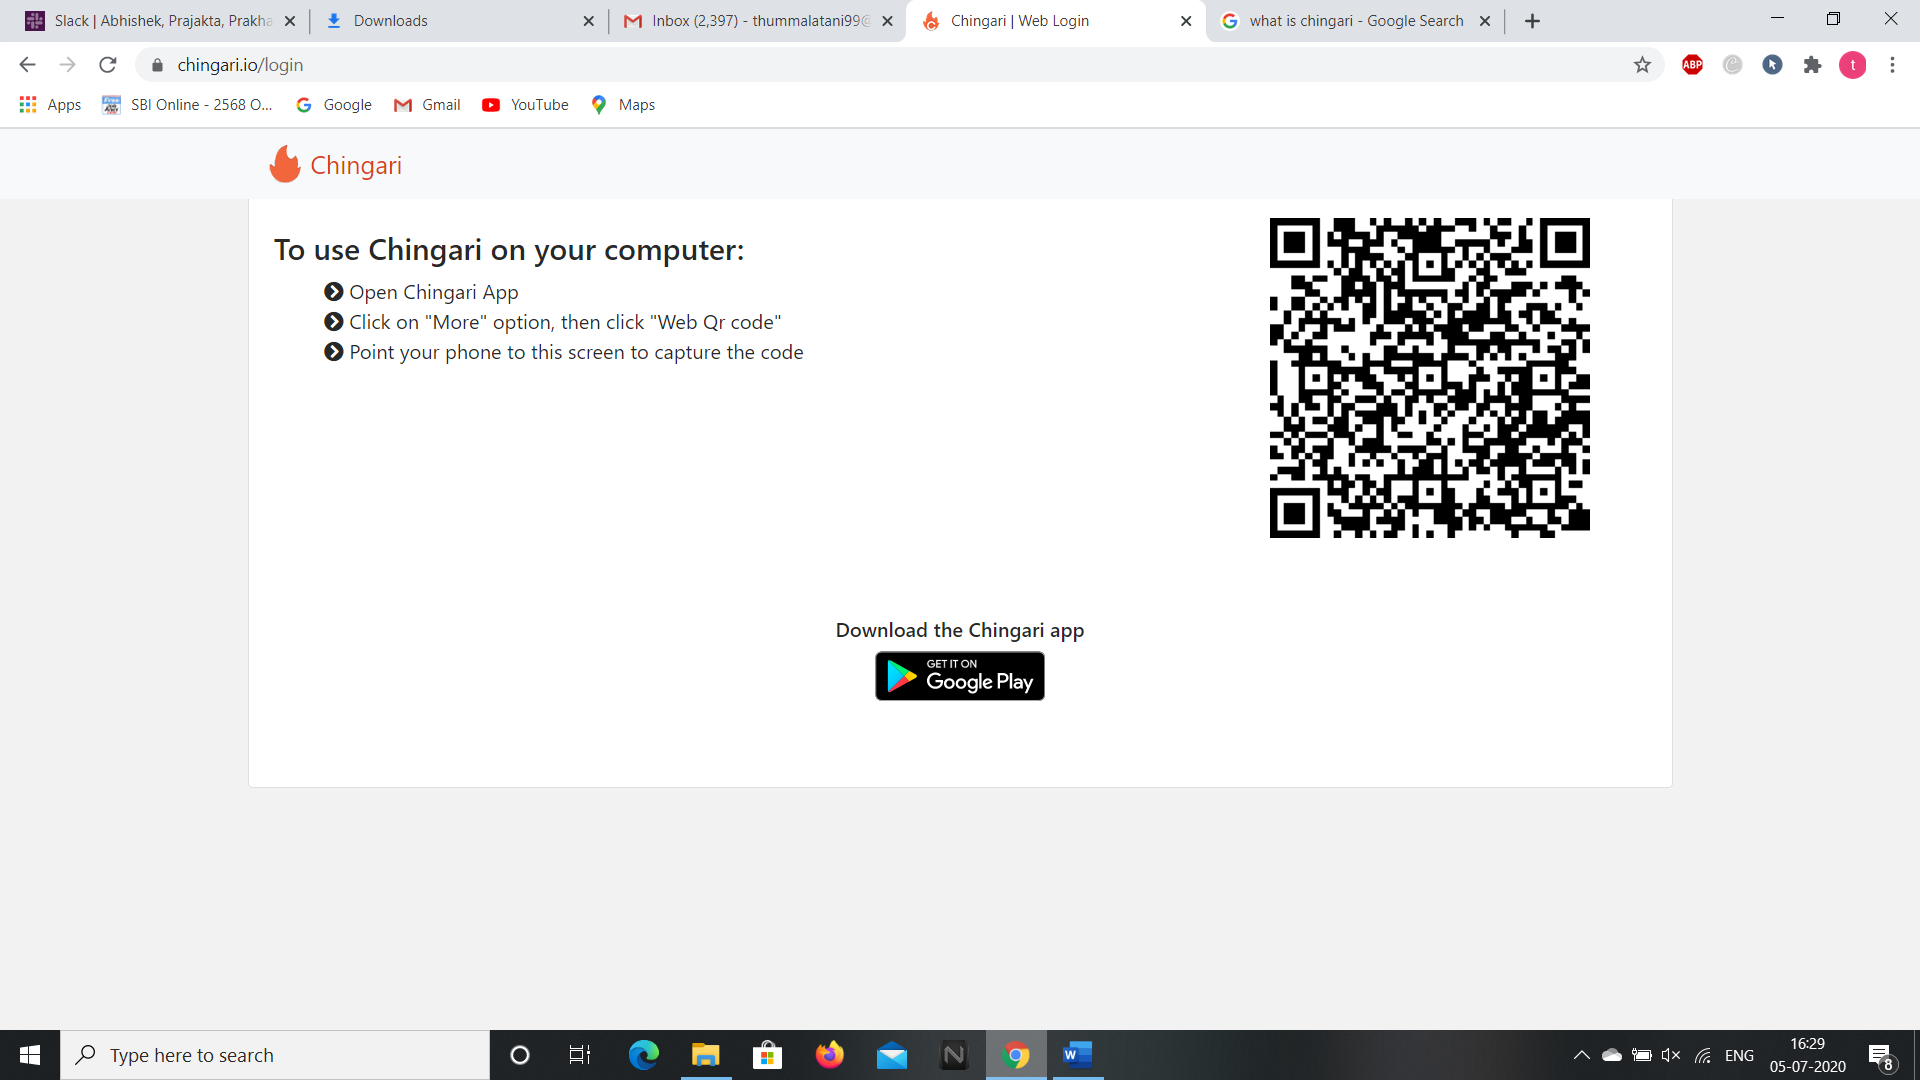 Slack | Abhishek, Prajakta, Prakha
Downloads
Inbox (2,397) - thummalatani99@
Chingari | Web Login
what is chingari - Google Search
chingari.io/login
ABP
t
Apps
SBI Online - 2568 O...
Google
Gmail
YouTube
Maps
Chingari
To use Chingari on your computer:
Open Chingari App
Click on "More" option, then click "Web Qr code"
Point your phone to this screen to capture the code
Download the Chingari app
GET IT ON
Google Play
Type here to search
N
W
ENG
16:29
05-07-2020
8